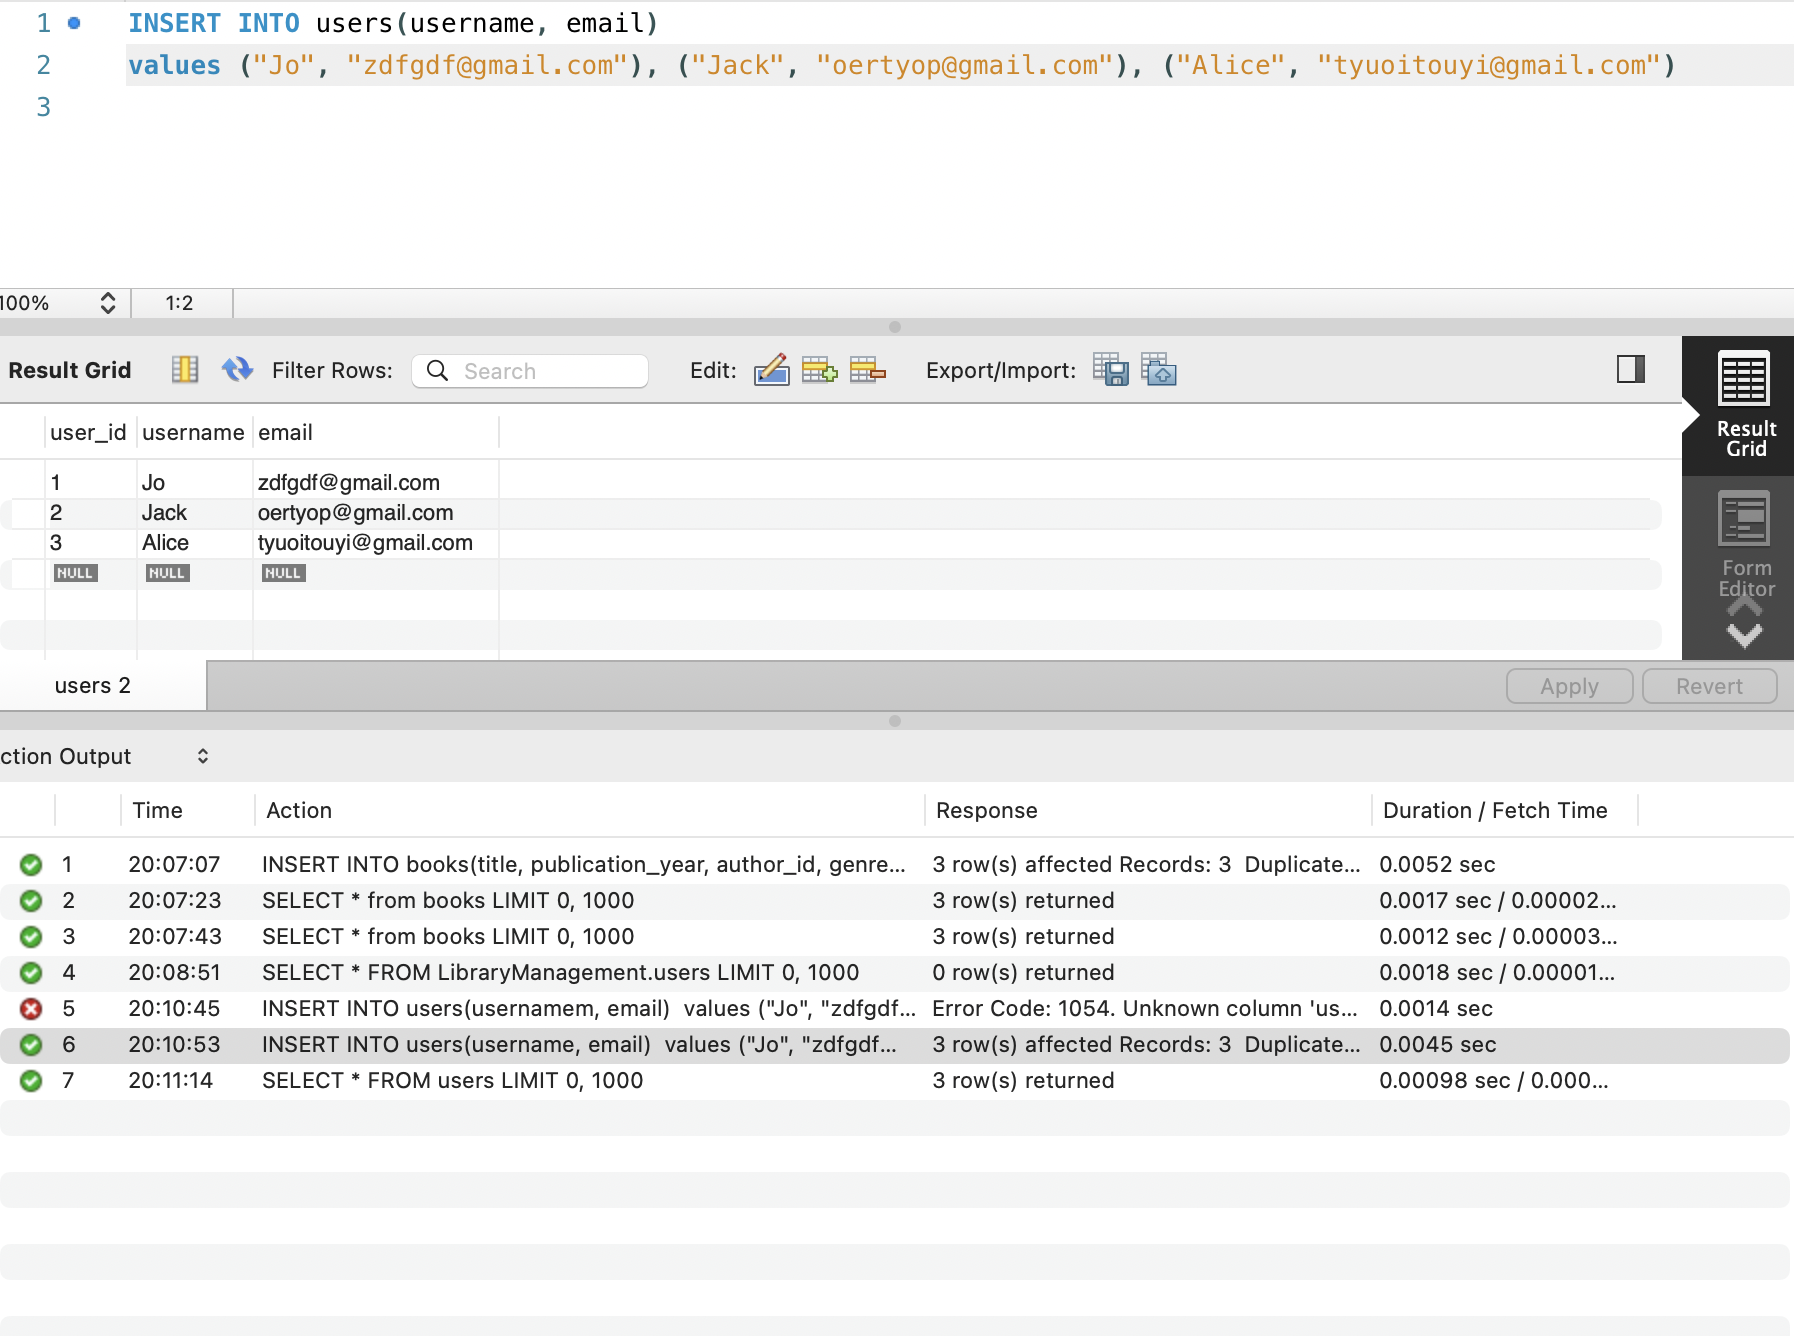 1 INSERT INTO users(username, email)
2 values ("Jo", "zdfgdf@gmail.com"), ("Jack", "oertyop@gmail.com"), ("Alice", "tyuoitouyi@gmail.com")
3
100% 1:2
Result Grid Filter Rows: Search Edit: Export/Import:
Result
Grid
Form
Editor
user_id username email
1 Jo zdfgdf@gmail.com
2 Jack oertyop@gmail.com
3 Alice tyuoitouyi@gmail.com
NULL NULL NULL
users 2 Apply Revert
ction Output
Time Action Response Duration / Fetch Time
1 20:07:07 INSERT INTO books(title, publication_year, author_id, genre... 3 row(s) affected Records: 3 Duplicate... 0.0052 sec
2 20:07:23 SELECT * from books LIMIT 0, 1000 3 row(s) returned 0.0017 sec / 0.00002...
3 20:07:43 SELECT * from books LIMIT 0, 1000 3 row(s) returned 0.0012 sec / 0.00003...
4 20:08:51 SELECT * FROM LibraryManagement.users LIMIT 0, 1000 0 row(s) returned 0.0018 sec / 0.00001...
5 20:10:45 INSERT INTO users(usernamem, email) values ("Jo", "zdfgdf... Error Code: 1054. Unknown column 'us... 0.0014 sec
6 20:10:53 INSERT INTO users(username, email) values ("Jo", "zdfgdf... 3 row(s) affected Records: 3 Duplicate... 0.0045 sec
7 20:11:14 SELECT * FROM users LIMIT 0, 1000 3 row(s) returned 0.00098 sec / 0.000...